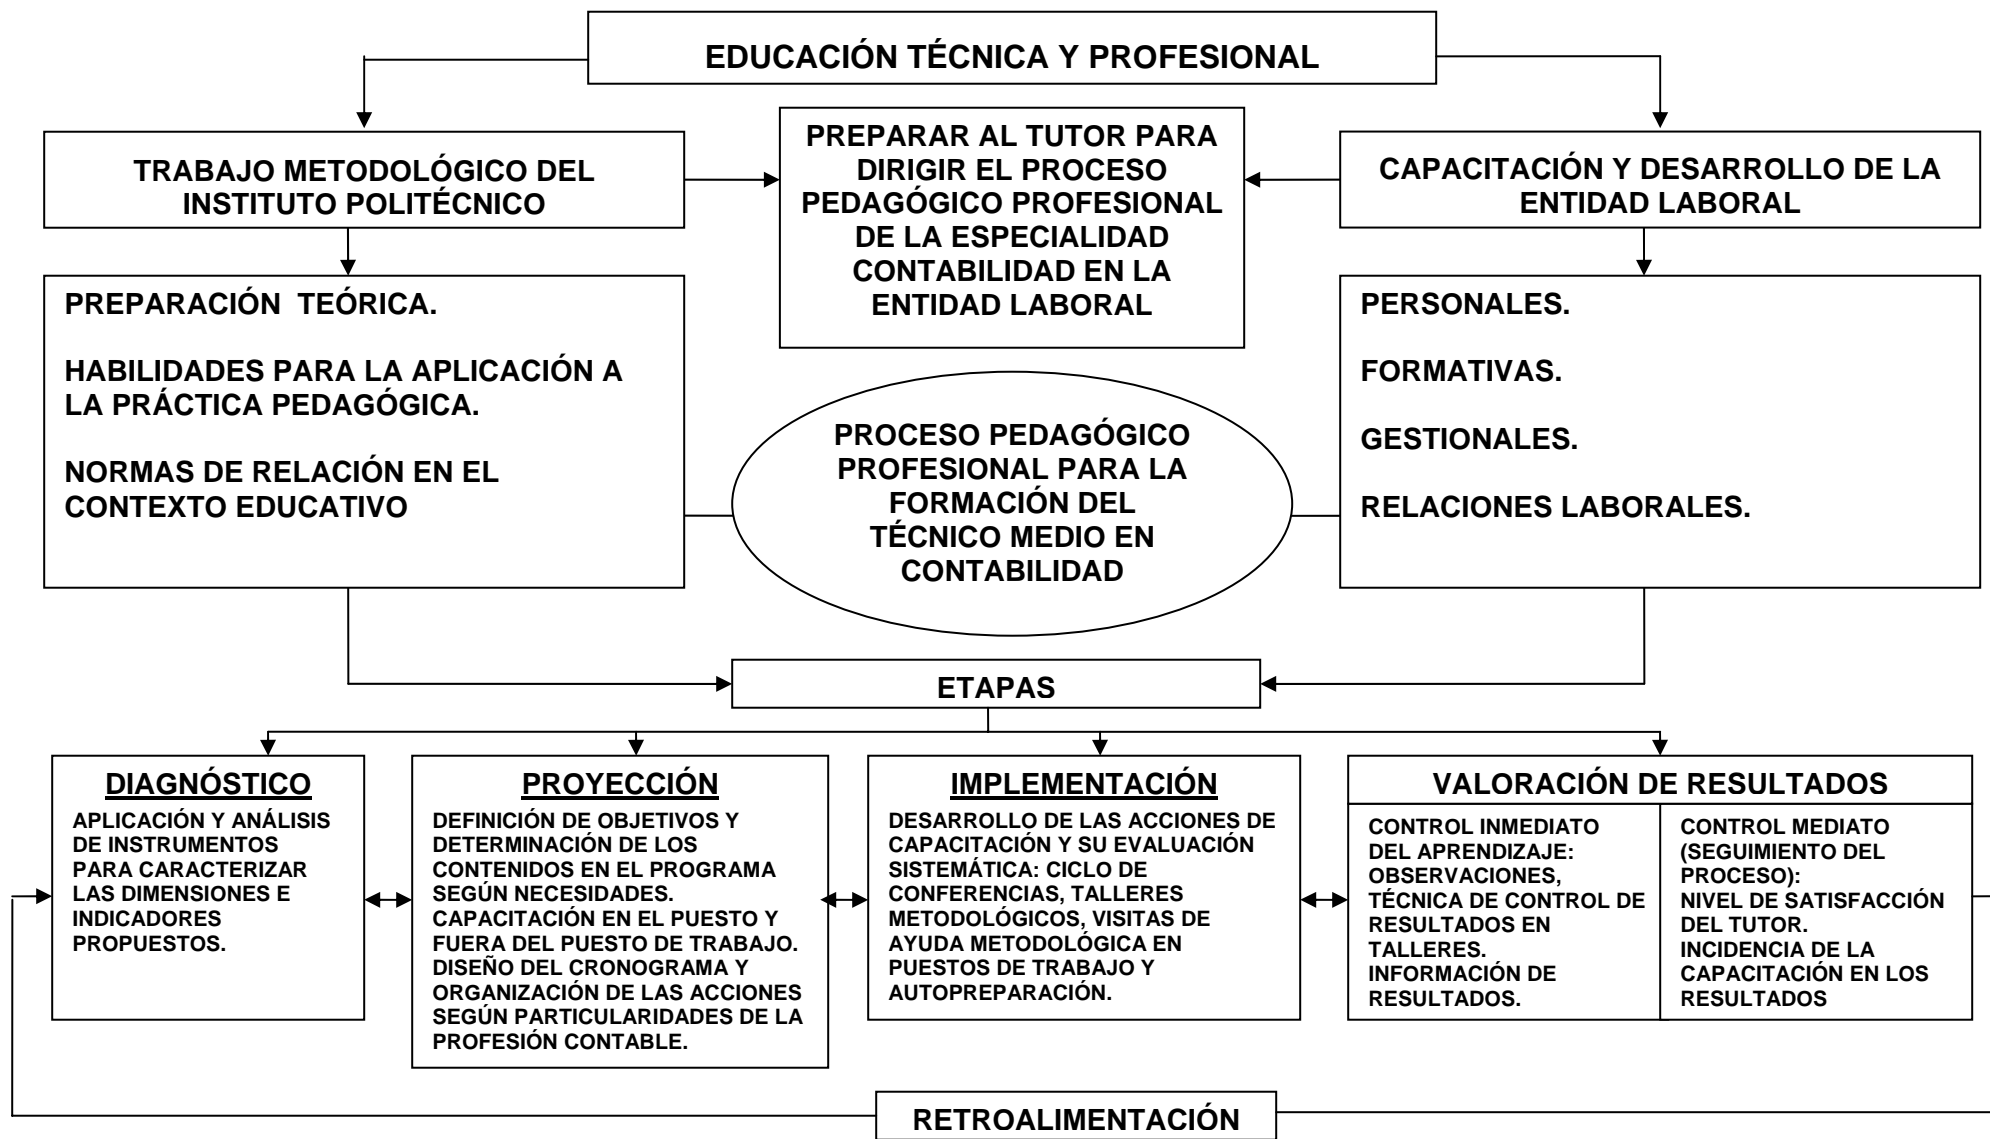 EDUCACIÓN TÉCNICA Y PROFESIONAL
TRABAJO METODOLÓGICO DEL
INSTITUTO POLITÉCNICO
PREPARAR AL TUTOR PARA
DIRIGIR EL PROCESO
PEDAGÓGICO PROFESIONAL
DE LA ESPECIALIDAD
CONTABILIDAD EN LA
ENTIDAD LABORAL
CAPACITACIÓN Y DESARROLLO DE LA
ENTIDAD LABORAL
PREPARACIÓN  TEÓRICA.
HABILIDADES PARA LA APLICACIÓN A
LA PRÁCTICA PEDAGÓGICA.
NORMAS DE RELACIÓN EN EL
CONTEXTO EDUCATIVO
PROCESO PEDAGÓGICO
PROFESIONAL PARA LA
FORMACIÓN DEL
TÉCNICO MEDIO EN
CONTABILIDAD
PERSONALES.
FORMATIVAS.
GESTIONALES.
RELACIONES LABORALES.
ETAPAS
DIAGNÓSTICO
APLICACIÓN Y ANÁLISIS
DE INSTRUMENTOS
PARA CARACTERIZAR
LAS DIMENSIONES E
INDICADORES
PROPUESTOS.
PROYECCIÓN
DEFINICIÓN DE OBJETIVOS Y
DETERMINACIÓN DE LOS
CONTENIDOS EN EL PROGRAMA
SEGÚN NECESIDADES.
CAPACITACIÓN EN EL PUESTO Y
FUERA DEL PUESTO DE TRABAJO.
DISEÑO DEL CRONOGRAMA Y
ORGANIZACIÓN DE LAS ACCIONES
SEGÚN PARTICULARIDADES DE LA
PROFESIÓN CONTABLE.
IMPLEMENTACIÓN
DESARROLLO DE LAS ACCIONES DE
CAPACITACIÓN Y SU EVALUACIÓN
SISTEMÁTICA: CICLO DE
CONFERENCIAS, TALLERES
METODOLÓGICOS, VISITAS DE
AYUDA METODOLÓGICA EN
PUESTOS DE TRABAJO Y
AUTOPREPARACIÓN.
VALORACIÓN DE RESULTADOS
CONTROL INMEDIATO
DEL APRENDIZAJE:
OBSERVACIONES,
TÉCNICA DE CONTROL DE
RESULTADOS EN
TALLERES.
INFORMACIÓN DE
RESULTADOS.
CONTROL MEDIATO
(SEGUIMIENTO DEL
PROCESO):
NIVEL DE SATISFACCIÓN
DEL TUTOR.
INCIDENCIA DE LA
CAPACITACIÓN EN LOS
RESULTADOS
RETROALIMENTACIÓN